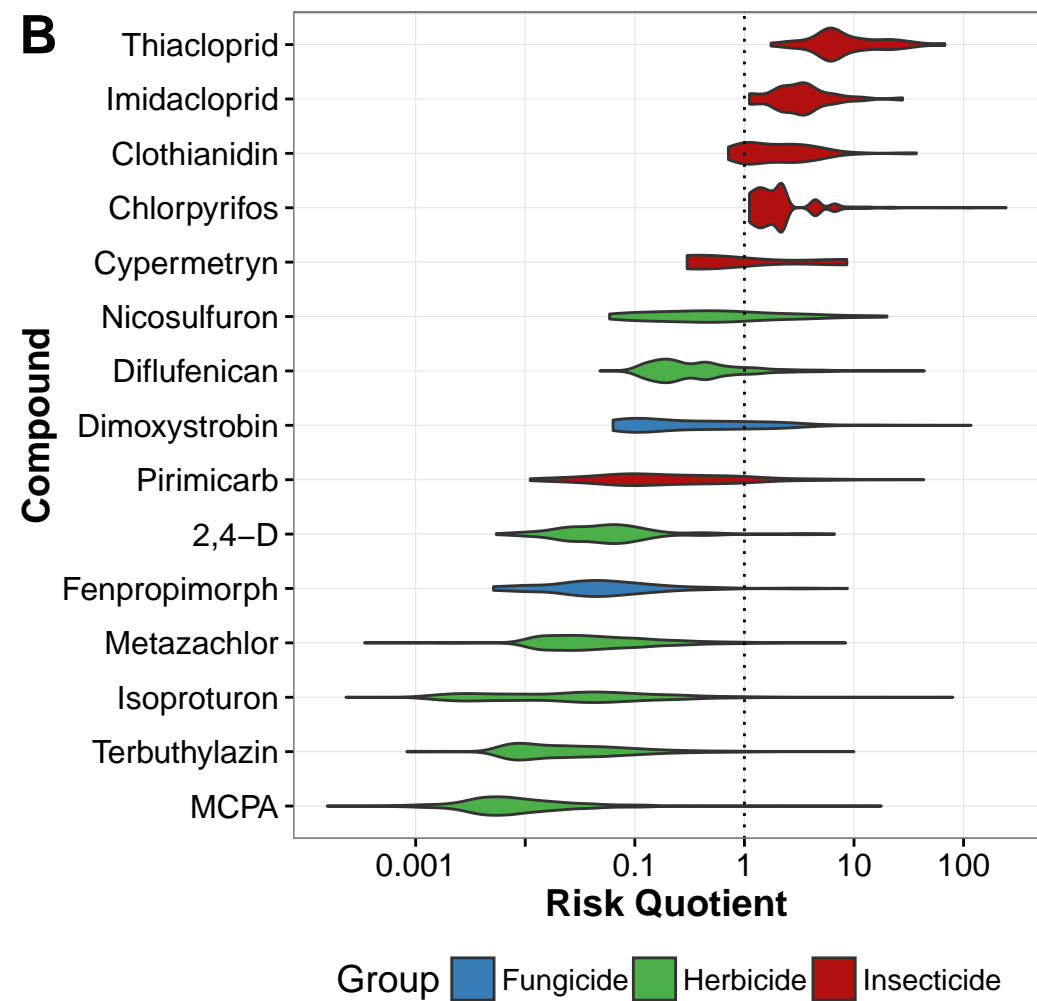 B
Thiacloprid
Imidacloprid
Clothianidin
Chlorpyrifos
Cypermetryn
Nicosulfuron
Diflufenican
Dimoxystrobin
Pirimicarb
2,4−D
Fenpropimorph
Metazachlor
Isoproturon
Terbuthylazin
MCPA
Compound
0.001 0.1 1 10 100
Risk Quotient
Group Fungicide Herbicide Insecticide